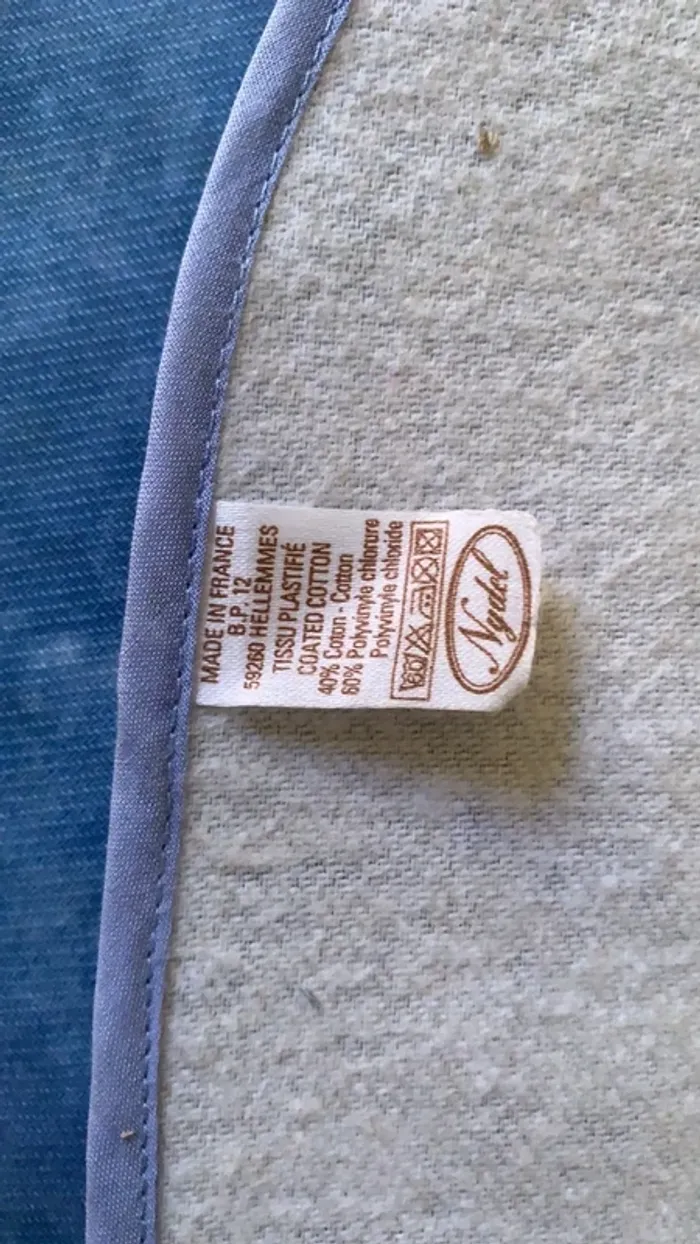 MADE IN FRANCE
B.P. 12
59260 HELLEMMES
TISSU PLASTIFIÉ
COATED COTTON
40% Coton - Cotton
60% Polyvinyle chlorure
Polyvinyle chloride
Nydel